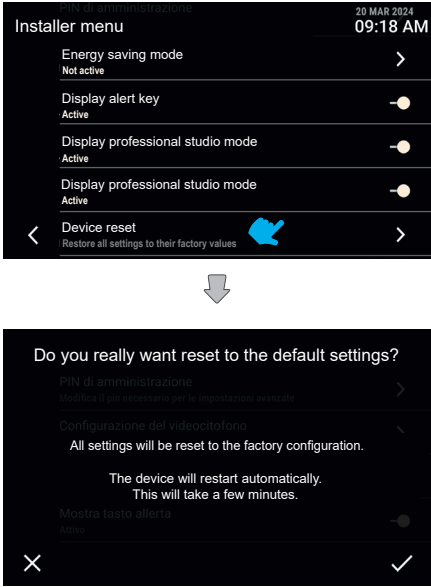 PIN di amministrazione
20 MAR 2024
Installer menu
09:18 AM
Energy saving mode
Not active
Display alert key
Active
Display professional studio mode
Active
Display professional studio mode
Active
Device reset
Restore all settings to their factory values
Do you really want reset to the default settings?
PIN di amministrazione
Modifica il pin necessario per le impostazioni avanzate
Configurazione del videocitofono
All settings will be reset to the factory configuration.
The device will restart automatically.
This will take a few minutes.
Mostra tasto allerta
Attivo